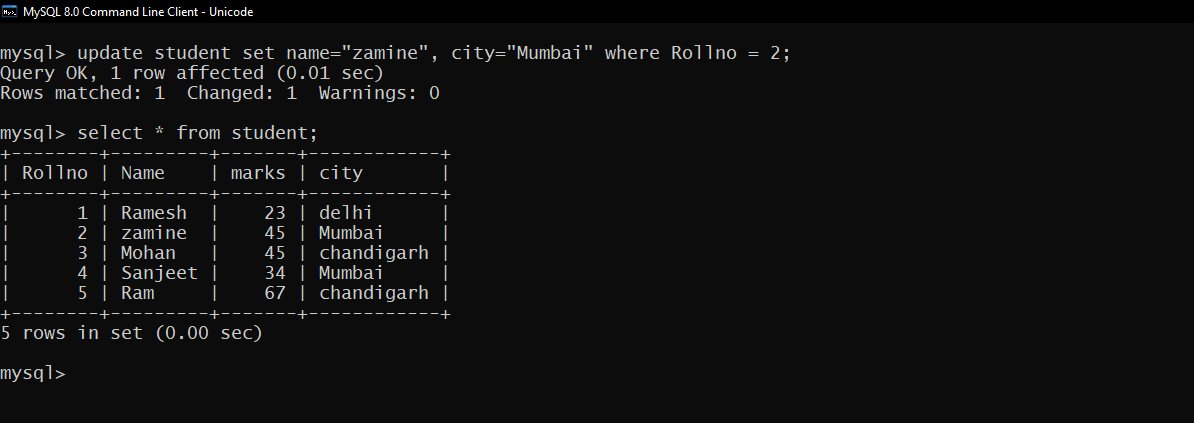 MySQL 8.0 Command Line Client - Unicode
mysql> update student set name="zamine", city="Mumbai" where Rollno = 2;
Query OK, 1 row affected (0.01 sec)
Rows matched: 1  Changed: 1  Warnings: 0
mysql> select * from student;
+--------+---------+-------+------------+
| Rollno | Name    | marks | city       |
+--------+---------+-------+------------+
|      1 | Ramesh  |    23 | delhi      |
|      2 | zamine  |    45 | Mumbai     |
|      3 | Mohan   |    45 | chandigarh |
|      4 | Sanjeet |    34 | Mumbai     |
|      5 | Ram     |    67 | chandigarh |
+--------+---------+-------+------------+
5 rows in set (0.00 sec)
mysql>